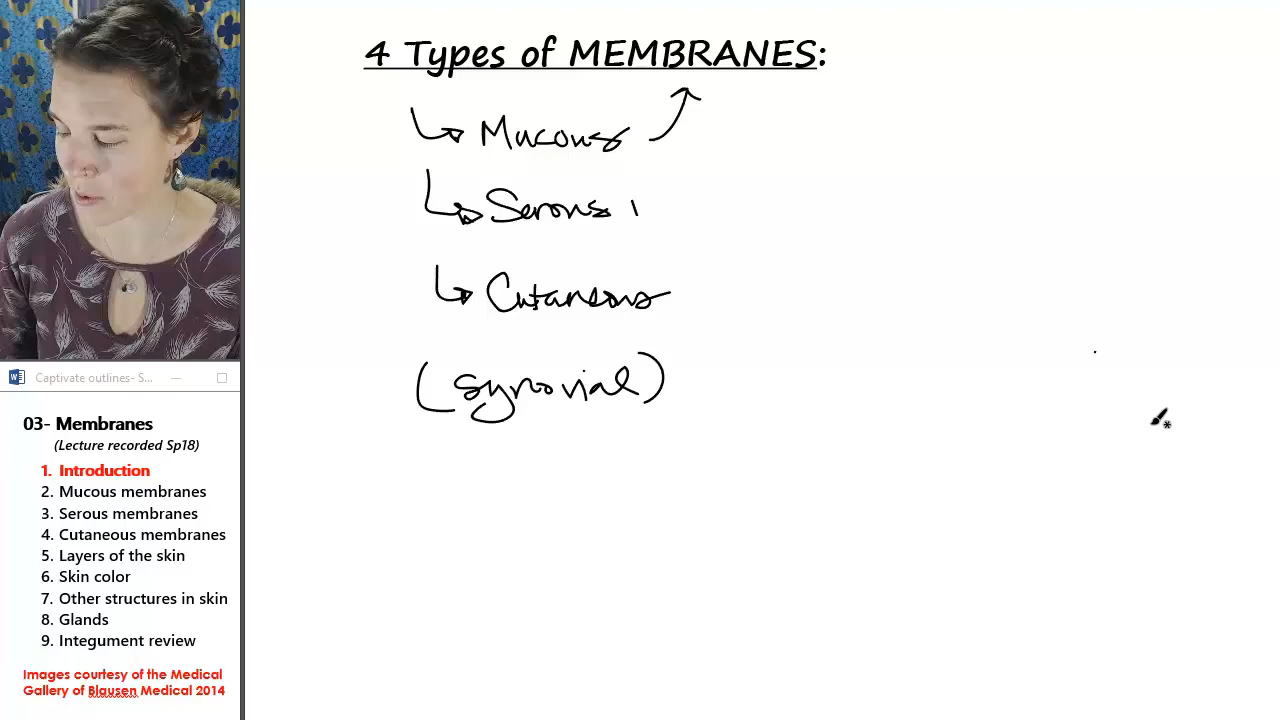 4 Types of MEMBRANES:
Mucous
Serous
Cutaneous
(synovial)
Captivate outlines- S...
03- Membranes
(Lecture recorded Sp18)
1. Introduction
2. Mucous membranes
3. Serous membranes
4. Cutaneous membranes
5. Layers of the skin
6. Skin color
7. Other structures in skin
8. Glands
9. Integument review
Images courtesy of the Medical
Gallery of Blausen Medical 2014